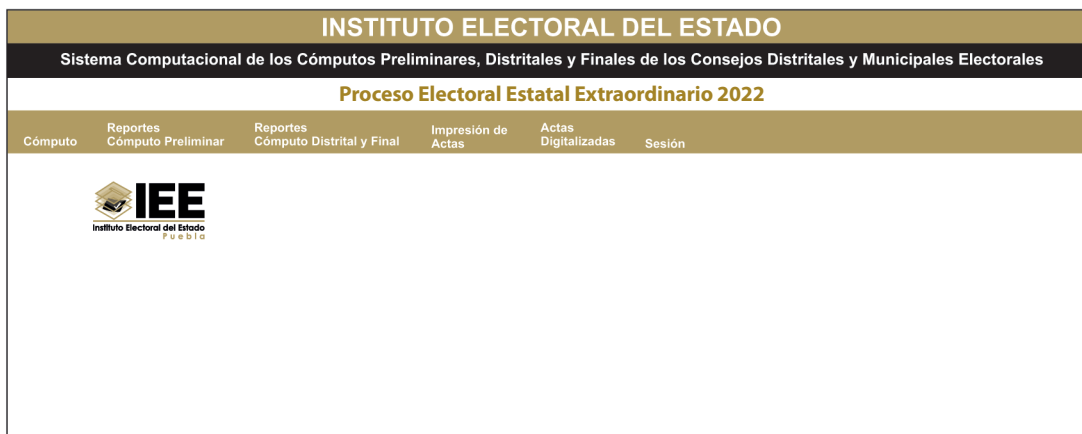 INSTITUTO ELECTORAL DEL ESTADO
Sistema Computacional de los Cómputos Preliminares, Distritales y Finales de los Consejos Distritales y Municipales Electorales
Proceso Electoral Estatal Extraordinario 2022
Cómputo
Reportes
Cómputo Preliminar
Reportes
Cómputo Distrital y Final
Impresión de
Actas
Actas
Digitalizadas
Sesión
IEE
Instituto Electoral del Estado
Puebla